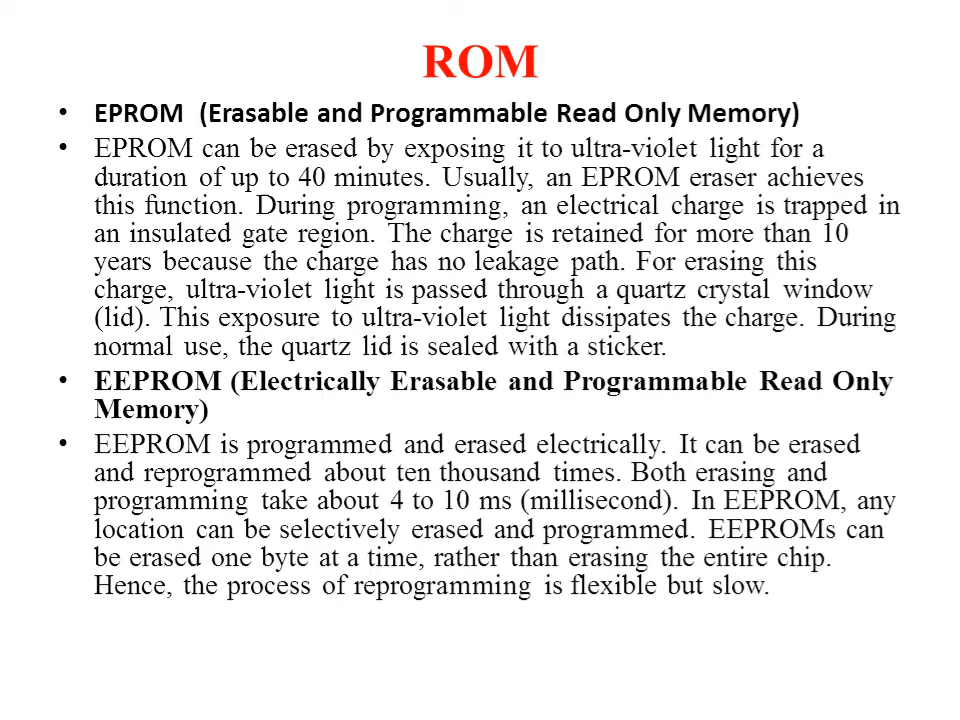 ROM
• EPROM (Erasable and Programmable Read Only Memory)
• EPROM can be erased by exposing it to ultra-violet light for a
duration of up to 40 minutes. Usually, an EPROM eraser achieves
this function. During programming, an electrical charge is trapped in
an insulated gate region. The charge is retained for more than 10
years because the charge has no leakage path. For erasing this
charge, ultra-violet light is passed through a quartz crystal window
(lid). This exposure to ultra-violet light dissipates the charge. During
normal use, the quartz lid is sealed with a sticker.
• EEPROM (Electrically Erasable and Programmable Read Only
Memory)
• EEPROM is programmed and erased electrically. It can be erased
and reprogrammed about ten thousand times. Both erasing and
programming take about 4 to 10 ms (millisecond). In EEPROM, any
location can be selectively erased and programmed. EEPROMs can
be erased one byte at a time, rather than erasing the entire chip.
Hence, the process of reprogramming is flexible but slow.